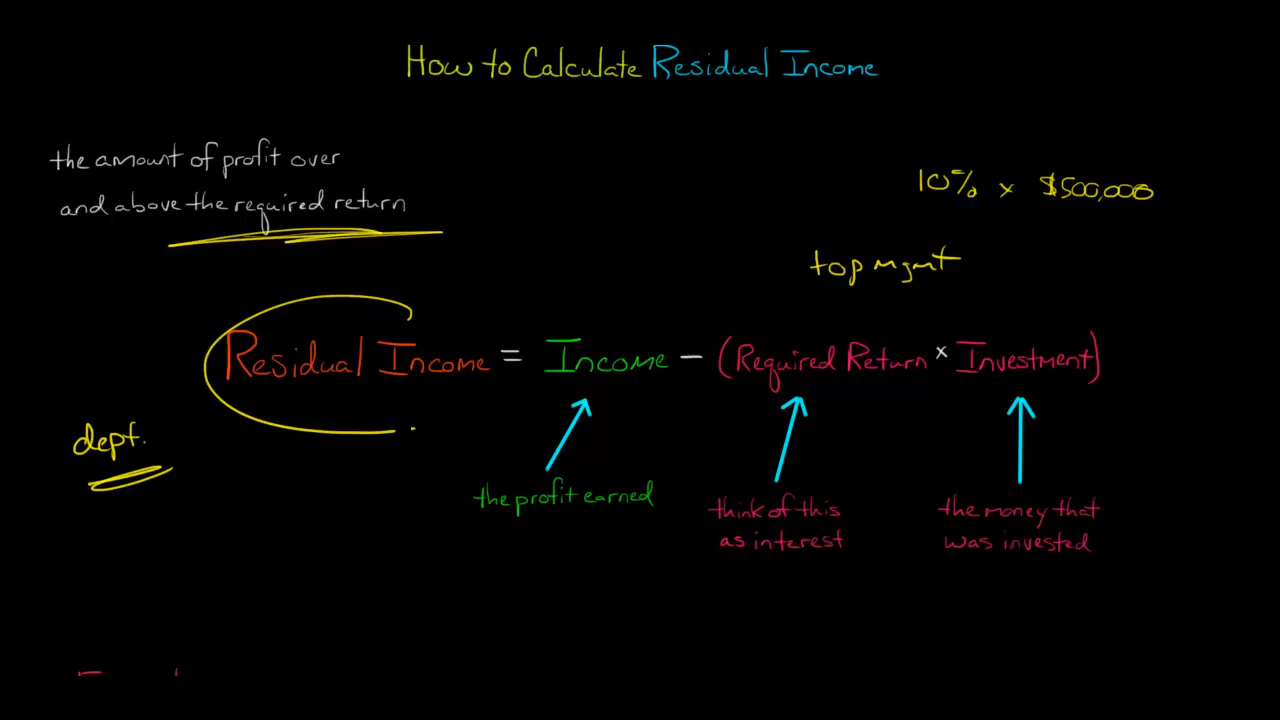 How to Calculate Residual Income
the amount of profit over
and above the required return
10% x $500,000
top mgmt
Residual Income = Income - (Required Return x Investment)
dept.
the profit earned
think of this
as interest
the money that
was invested